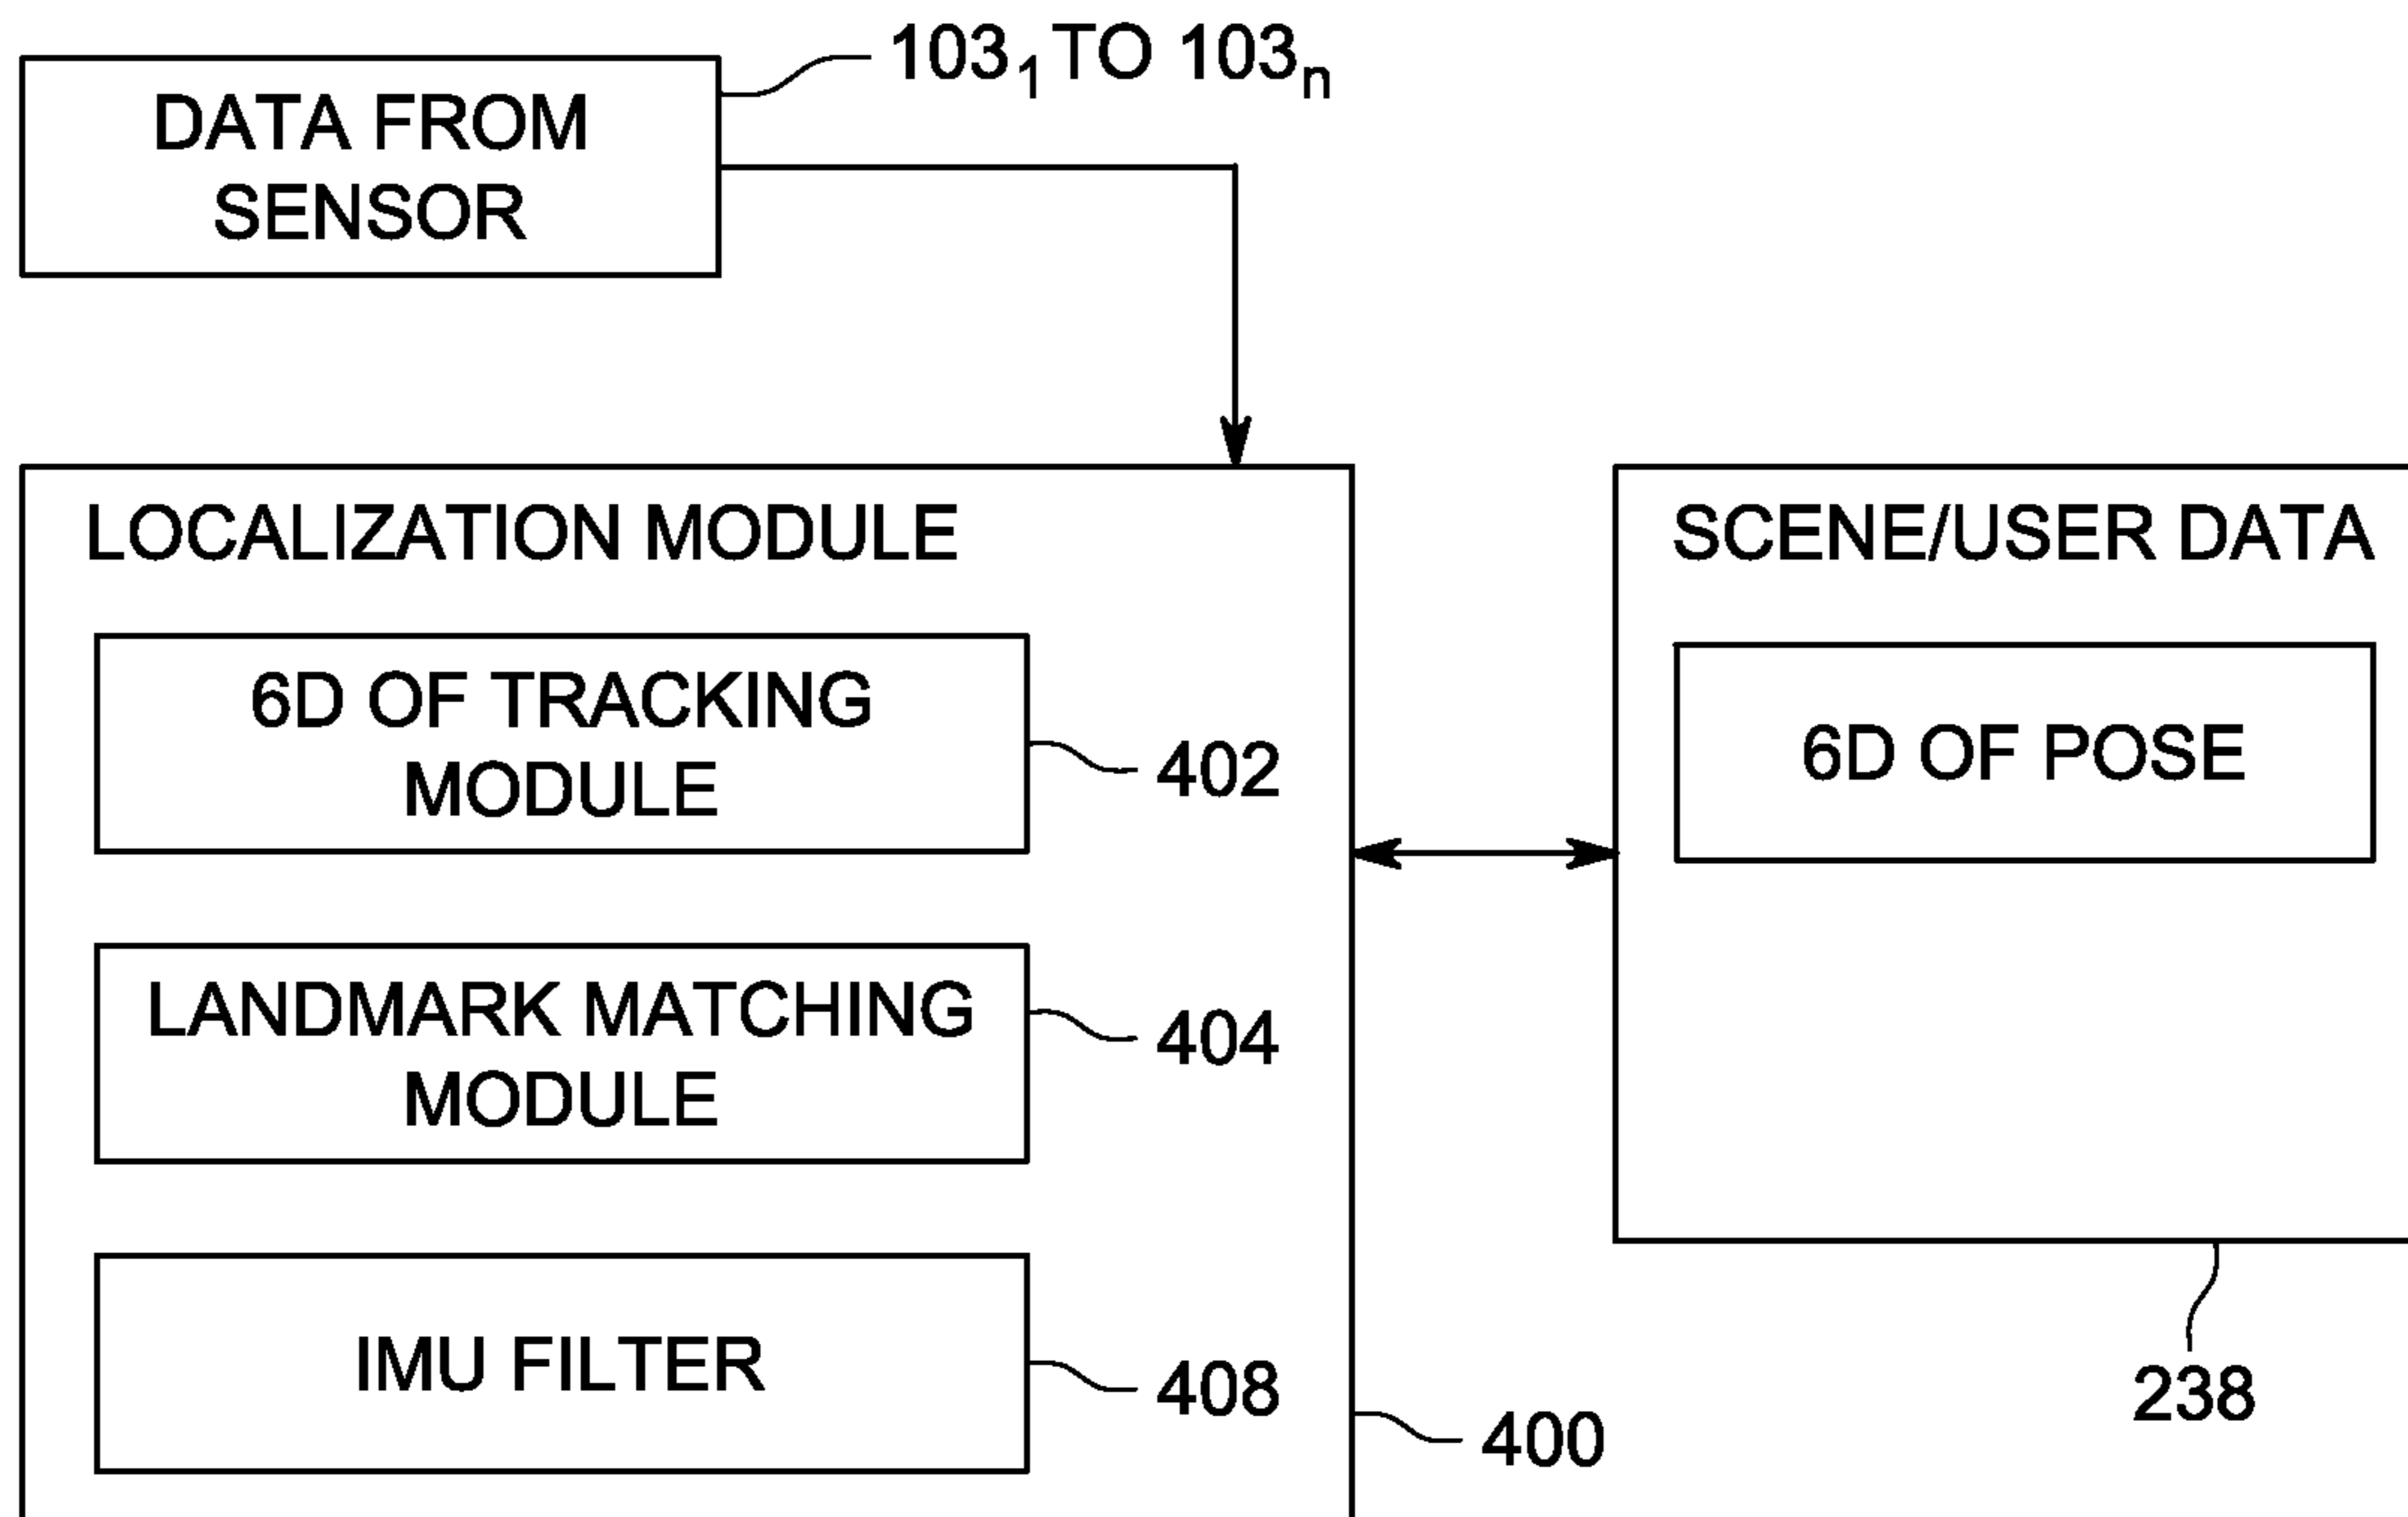 103₁ TO 103ₙ
DATA FROM
SENSOR
LOCALIZATION MODULE
6D OF TRACKING
MODULE
402
LANDMARK MATCHING
MODULE
404
IMU FILTER
408
400
SCENE/USER DATA
6D OF POSE
238